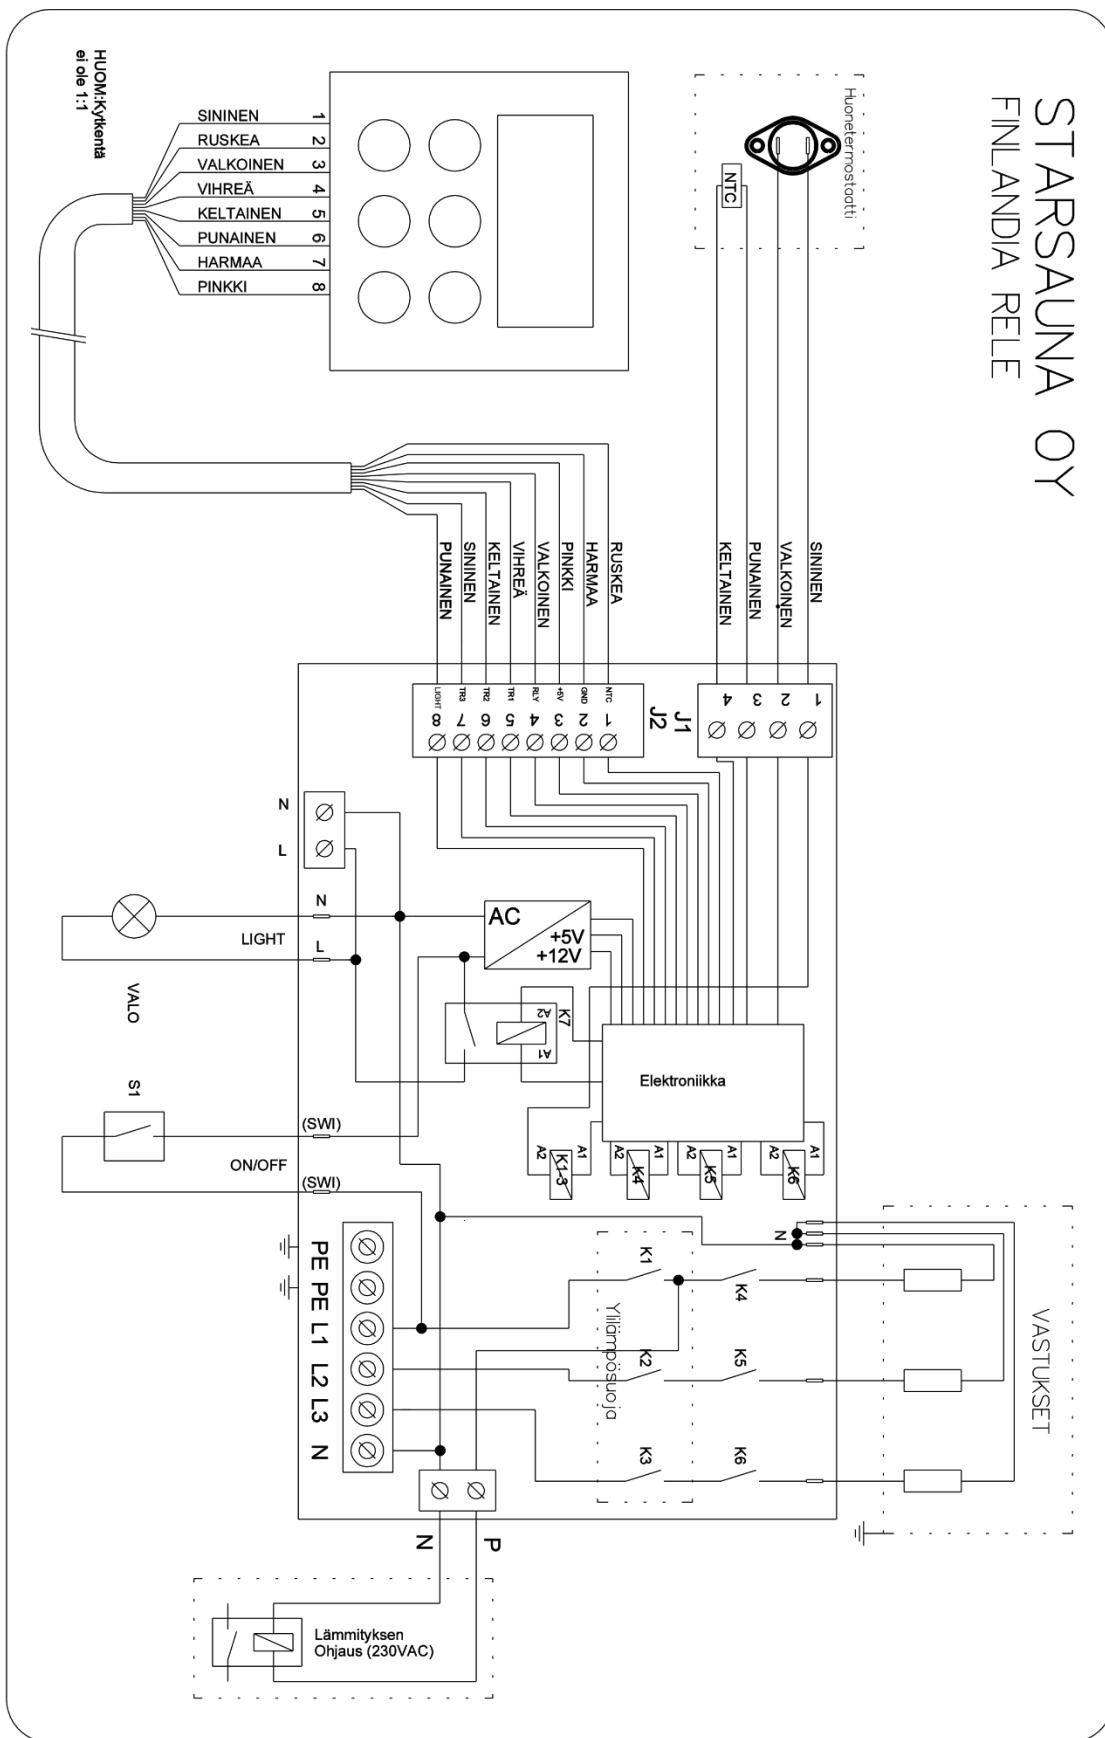 STARSAUNA OY
FINLANDIA RELE
Huonetermostaatti
NTC
HUOM:Kytkentä
ei ole 1:1
SININEN 1
RUSKEA 2
VALKOINEN 3
VIHREÄ 4
KELTAINEN 5
PUNAINEN 6
HARMAA 7
PINKKI 8
SININEN
VALKOINEN
PUNAINEN
KELTAINEN
RUSKEA
HARMAA
PINKKI
VALKOINEN
VIHREÄ
KELTAINEN
SININEN
PUNAINEN
J1
1
2
3
4
J2
NTC 1
GND 2
+5V 3
RLY 4
TR1 5
TR2 6
TR3 7
LIGHT 8
N
L
N
LIGHT
L
VALO
AC
+5V
+12V
K7
A2
A1
Elektroniikka
S1
(SWI)
ON/OFF
(SWI)
A2 K1-3 A1
A2 K4 A1
A2 K5 A1
A2 K6 A1
PE
PE
L1
L2
L3
N
K1
K2
K3
Ylilämpösuoja
K4
K5
K6
N
VASTUKSET
N
P
Lämmityksen
Ohjaus (230VAC)